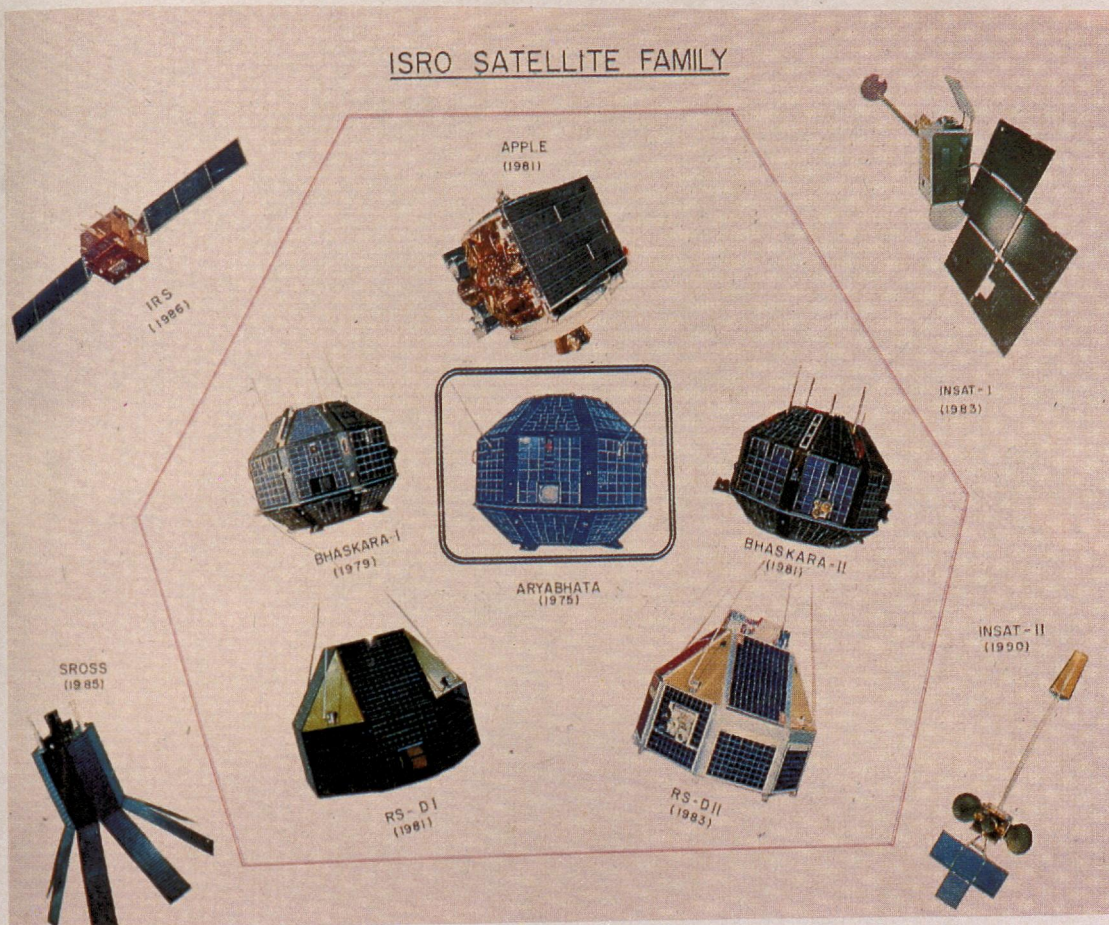 ISRO SATELLITE FAMILY
APPLE
(1981)
IRS
(1986)
INSAT-I
(1983)
BHASKARA-I
(1979)
ARYABHATA
(1975)
BHASKARA-II
(1981)
SROSS
(1985)
INSAT-II
(1990)
RS-DI
(1981)
RS-DII
(1983)